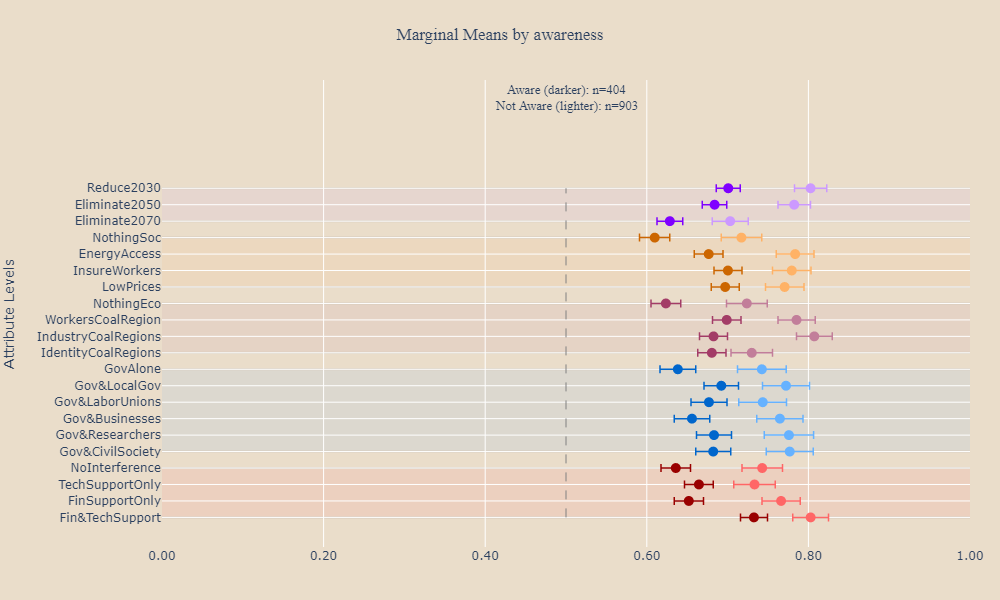 Marginal Means by awareness
Aware (darker): n=404
Not Aware (lighter): n=903
Attribute Levels
Reduce2030
Eliminate2050
Eliminate2070
NothingSoc
EnergyAccess
InsureWorkers
LowPrices
NothingEco
WorkersCoalRegion
IndustryCoalRegions
IdentityCoalRegions
GovAlone
Gov&LocalGov
Gov&LaborUnions
Gov&Businesses
Gov&Researchers
Gov&CivilSociety
NoInterference
TechSupportOnly
FinSupportOnly
Fin&TechSupport
0.00 0.20 0.40 0.60 0.80 1.00